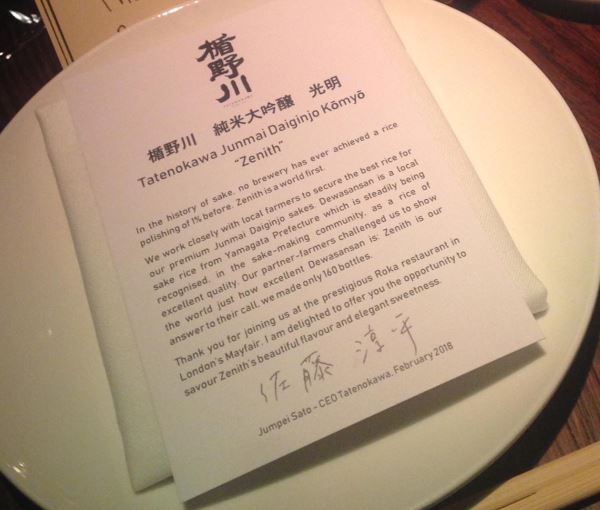 楯野川
楯野川 純米大吟醸 光明
Tatenokawa Junmai Daiginjo Kōmyō
“Zenith”
In the history of sake, no brewery has ever achieved a rice
polishing of 1% before. Zenith is a world first.
We work closely with local farmers to secure the best rice for
our premium Junmai Daiginjo sakes. Dewasansan is a local
sake rice from Yamagata Prefecture which is steadily being
recognised, in the sake-making community, as a rice of
excellent quality. Our partner-farmers challenged us to show
the world just how excellent Dewasansan is; Zenith is our
answer to their call, we made only 160 bottles.
Thank you for joining us at the prestigious Roka restaurant in
London's Mayfair. I am delighted to offer you the opportunity to
savour Zenith's beautiful flavour and elegant sweetness.
佐藤 淳平
Jumpei Sato - CEO Tatenokawa. February 2018